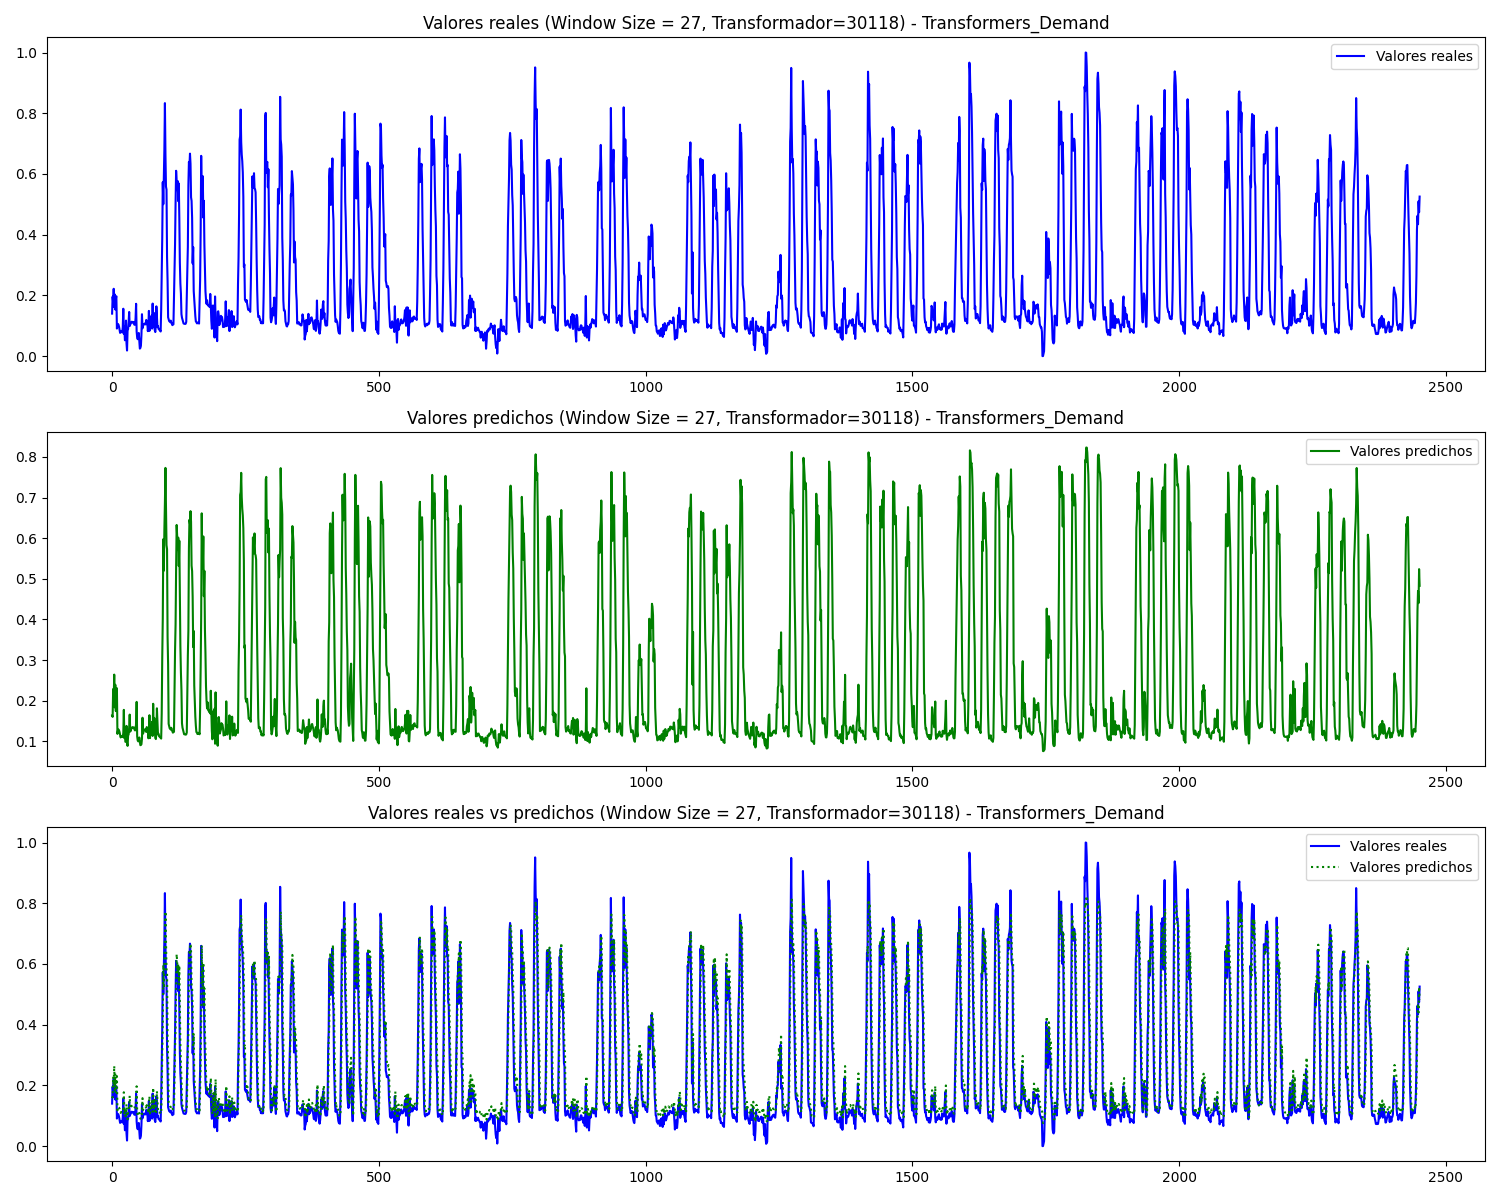 Valores reales (Window Size = 27, Transformador=30118) - Transformers_Demand
Valores reales
1.0
0.8
0.6
0.4
0.2
0.0
0 500 1000 1500 2000 2500
Valores predichos (Window Size = 27, Transformador=30118) - Transformers_Demand
Valores predichos
0.8
0.7
0.6
0.5
0.4
0.3
0.2
0.1
0 500 1000 1500 2000 2500
Valores reales vs predichos (Window Size = 27, Transformador=30118) - Transformers_Demand
Valores reales
Valores predichos
1.0
0.8
0.6
0.4
0.2
0.0
0 500 1000 1500 2000 2500